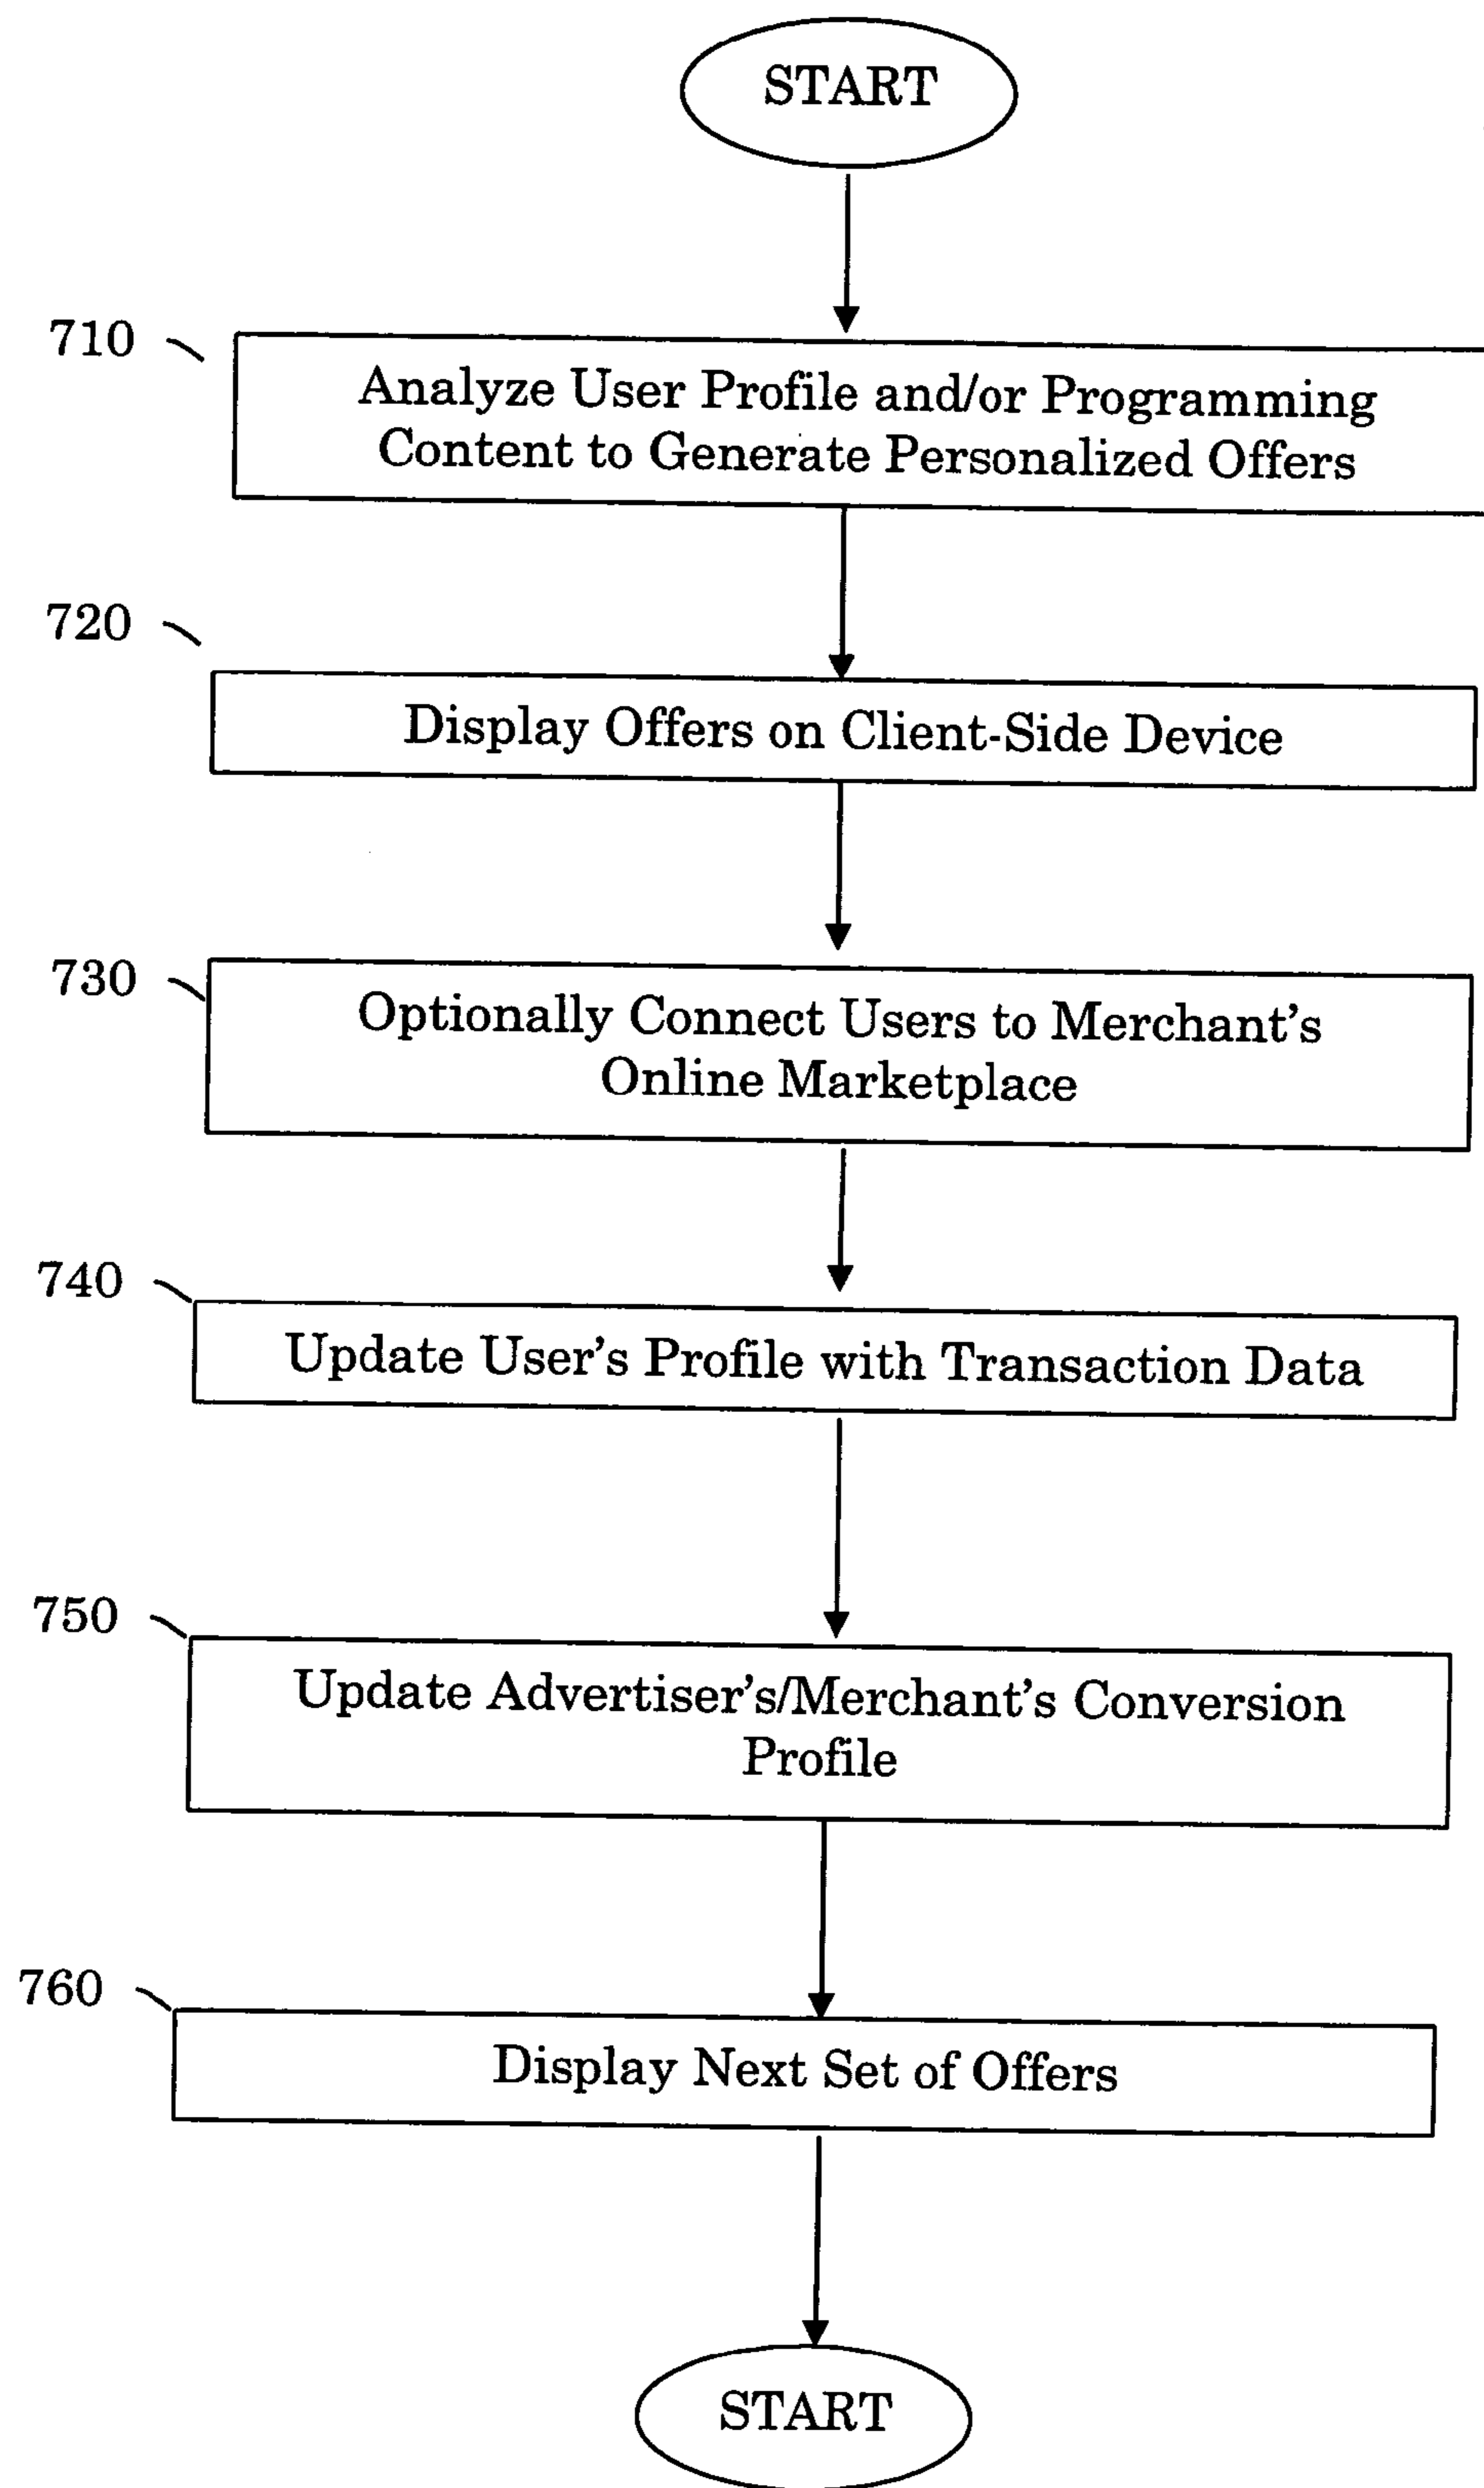 START
710
Analyze User Profile and/or Programming
Content to Generate Personalized Offers
720
Display Offers on Client-Side Device
730
Optionally Connect Users to Merchant's
Online Marketplace
740
Update User's Profile with Transaction Data
750
Update Advertiser's/Merchant's Conversion
Profile
760
Display Next Set of Offers
START